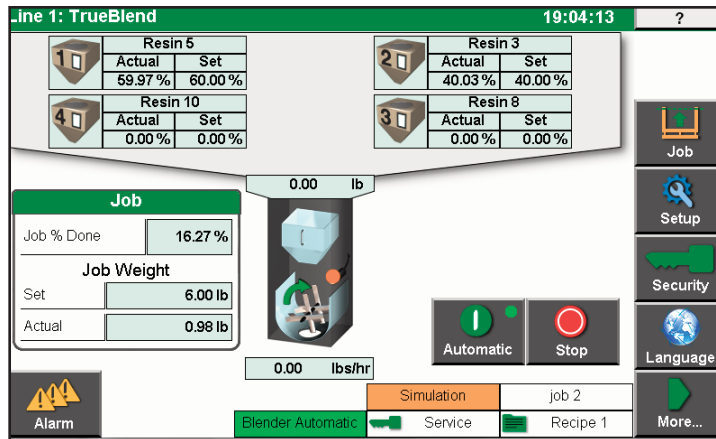 Line 1: TrueBlend 19:04:13 ?
1 Resin 5 2 Resin 3
Actual Set Actual Set
59.97 % 60.00 % 40.03 % 40.00 %
4 Resin 10 3 Resin 8
Actual Set Actual Set
0.00 % 0.00 % 0.00 % 0.00 %
Job
0.00 lb
Job
Setup
Job % Done 16.27 %
Job Weight
Set 6.00 lb
Security
Actual 0.98 lb
Automatic Stop
Language
0.00 lbs/hr
Simulation job 2
Alarm
Blender Automatic Service Recipe 1
More...